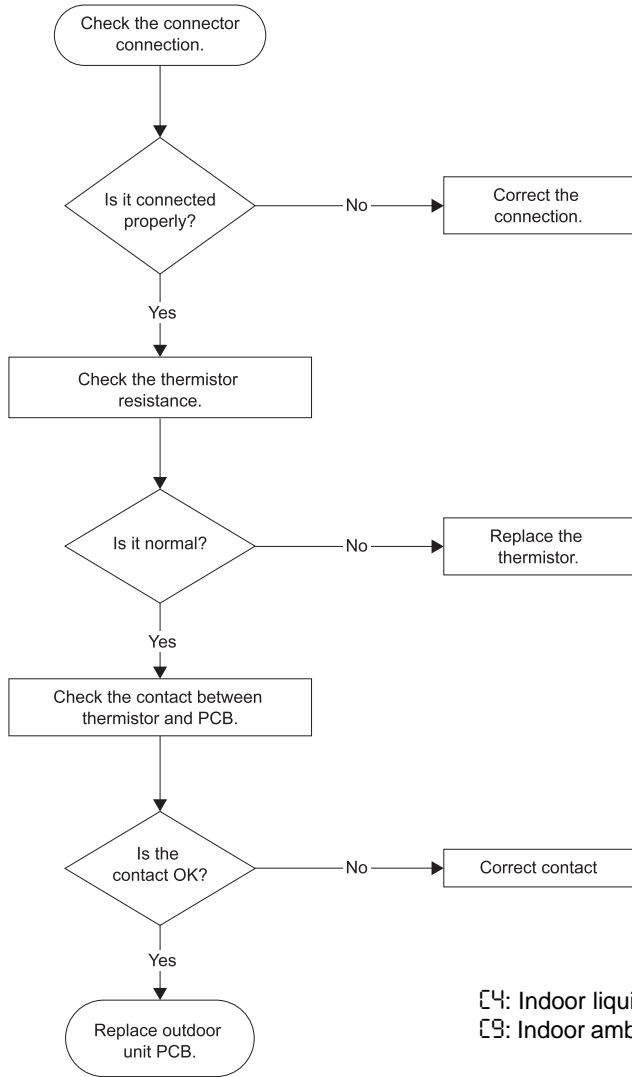 Check the connector
connection.
Is it connected
properly?
No
Correct the
connection.
Yes
Check the thermistor
resistance.
Is it normal?
No
Replace the
thermistor.
Yes
Check the contact between
thermistor and PCB.
Is the
contact OK?
No
Correct contact
Yes
Replace outdoor
unit PCB.
C4: Indoor liqui
C9: Indoor amb